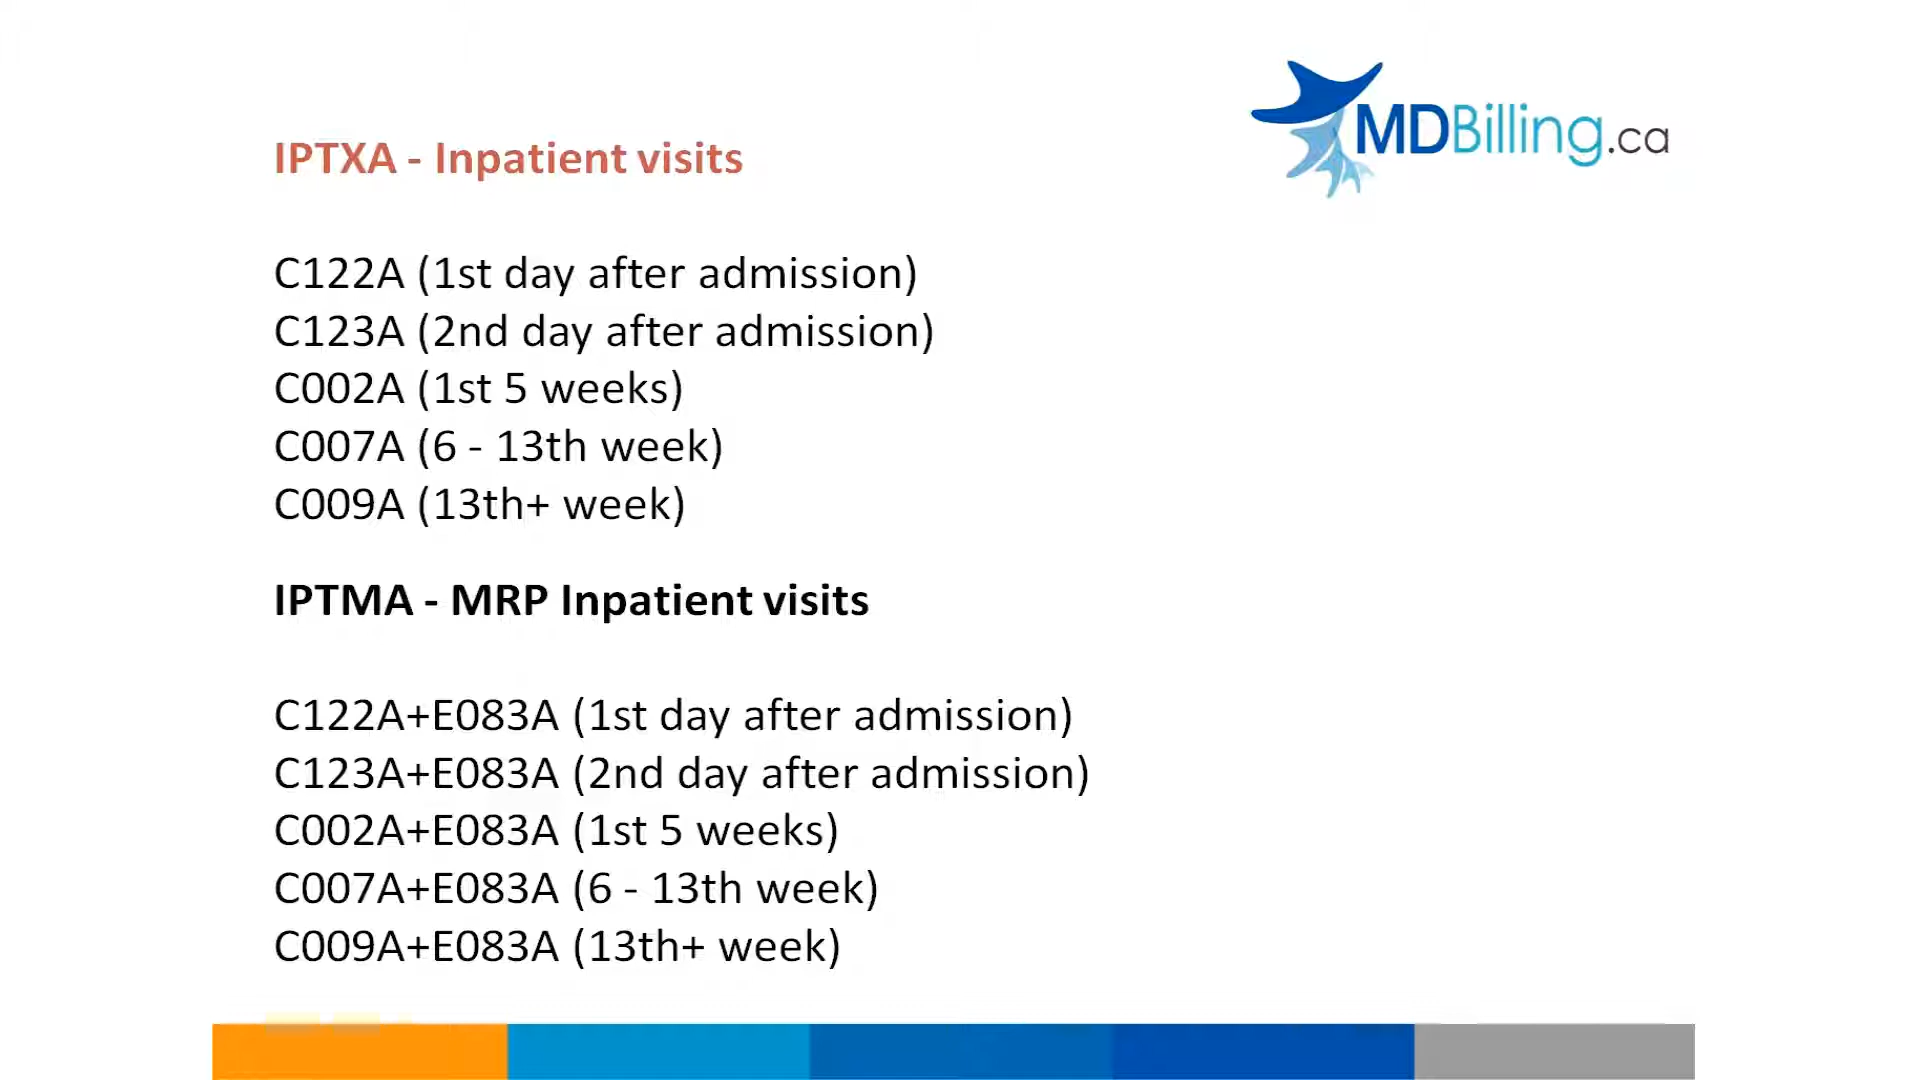 MDBilling.ca
IPTXA - Inpatient visits
C122A (1st day after admission)
C123A (2nd day after admission)
C002A (1st 5 weeks)
C007A (6 - 13th week)
C009A (13th+ week)
IPTMA - MRP Inpatient visits
C122A+E083A (1st day after admission)
C123A+E083A (2nd day after admission)
C002A+E083A (1st 5 weeks)
C007A+E083A (6 - 13th week)
C009A+E083A (13th+ week)